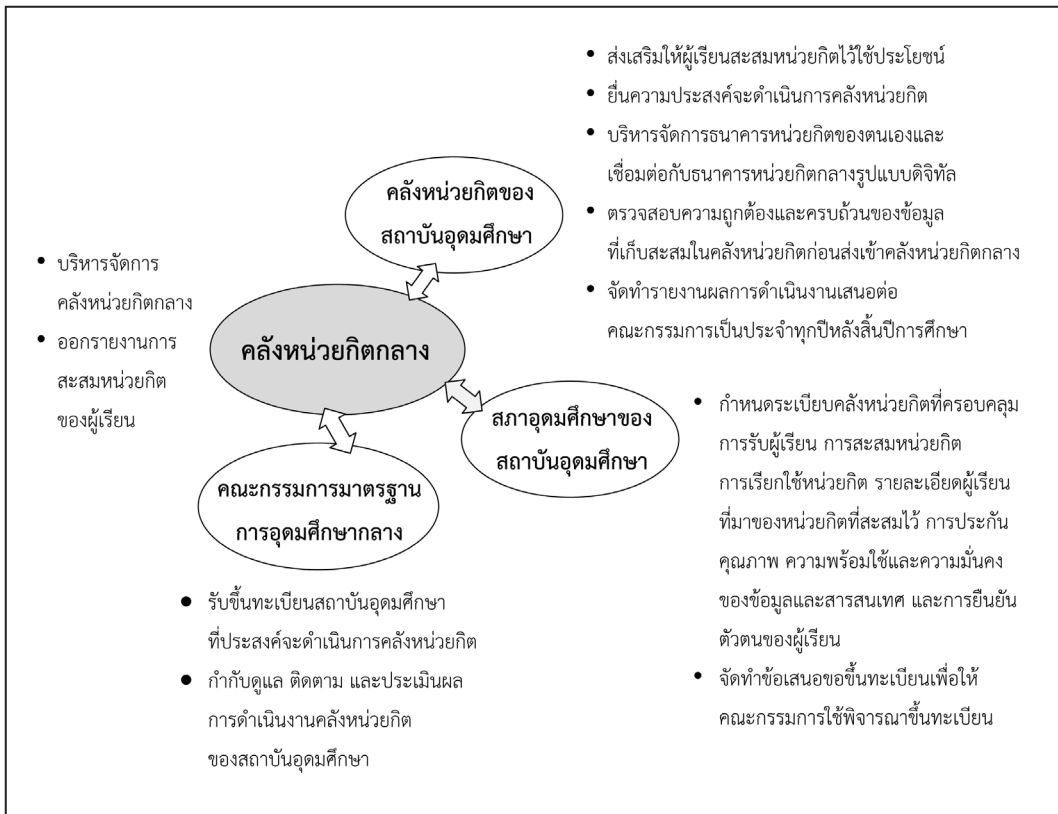 • ส่งเสริมให้ผู้เรียนสะสมหน่วยกิตไว้ใช้ประโยชน์
• ยื่นความประสงค์จะดำเนินการคลังหน่วยกิต
• บริหารจัดการธนาคารหน่วยกิตของตนเองและ
เชื่อมต่อกับธนาคารหน่วยกิตกลางรูปแบบดิจิทัล
• ตรวจสอบความถูกต้องและครบถ้วนของข้อมูล
ที่เก็บสะสมในคลังหน่วยกิตก่อนส่งเข้าคลังหน่วยกิตกลาง
• จัดทำรายงานผลการดำเนินงานเสนอต่อ
คณะกรรมการเป็นประจำทุกปีหลังสิ้นปีการศึกษา
คลังหน่วยกิตของ
สถาบันอุดมศึกษา
• บริหารจัดการ
คลังหน่วยกิตกลาง
• ออกรายงานการ
สะสมหน่วยกิต
ของผู้เรียน
คลังหน่วยกิตกลาง
สภาอุดมศึกษาของ
สถาบันอุดมศึกษา
• กำหนดระเบียบคลังหน่วยกิตที่ครอบคลุม
การรับผู้เรียน การสะสมหน่วยกิต
การเรียกใช้หน่วยกิต รายละเอียดผู้เรียน
ที่มาของหน่วยกิตที่สะสมไว้ การประกัน
คุณภาพ ความพร้อมใช้และความมั่นคง
ของข้อมูลและสารสนเทศ และการยืนยัน
ตัวตนของผู้เรียน
• จัดทำข้อเสนอขอขึ้นทะเบียนเพื่อให้
คณะกรรมการใช้พิจารณาขึ้นทะเบียน
คณะกรรมการมาตรฐาน
การอุดมศึกษากลาง
• รับขึ้นทะเบียนสถาบันอุดมศึกษา
ที่ประสงค์จะดำเนินการคลังหน่วยกิต
• กำกับดูแล ติดตาม และประเมินผล
การดำเนินงานคลังหน่วยกิต
ของสถาบันอุดมศึกษา